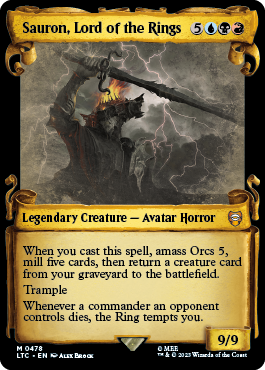 Sauron, Lord of the Rings 5
Legendary Creature — Avatar Horror
When you cast this spell, amass Orcs 5,
mill five cards, then return a creature card
from your graveyard to the battlefield.
Trample
Whenever a commander an opponent
controls dies, the Ring tempts you.
9/9
M 0478
LTC • EN Alex Brock
© MEE
™ & © 2023 Wizards of the Coast